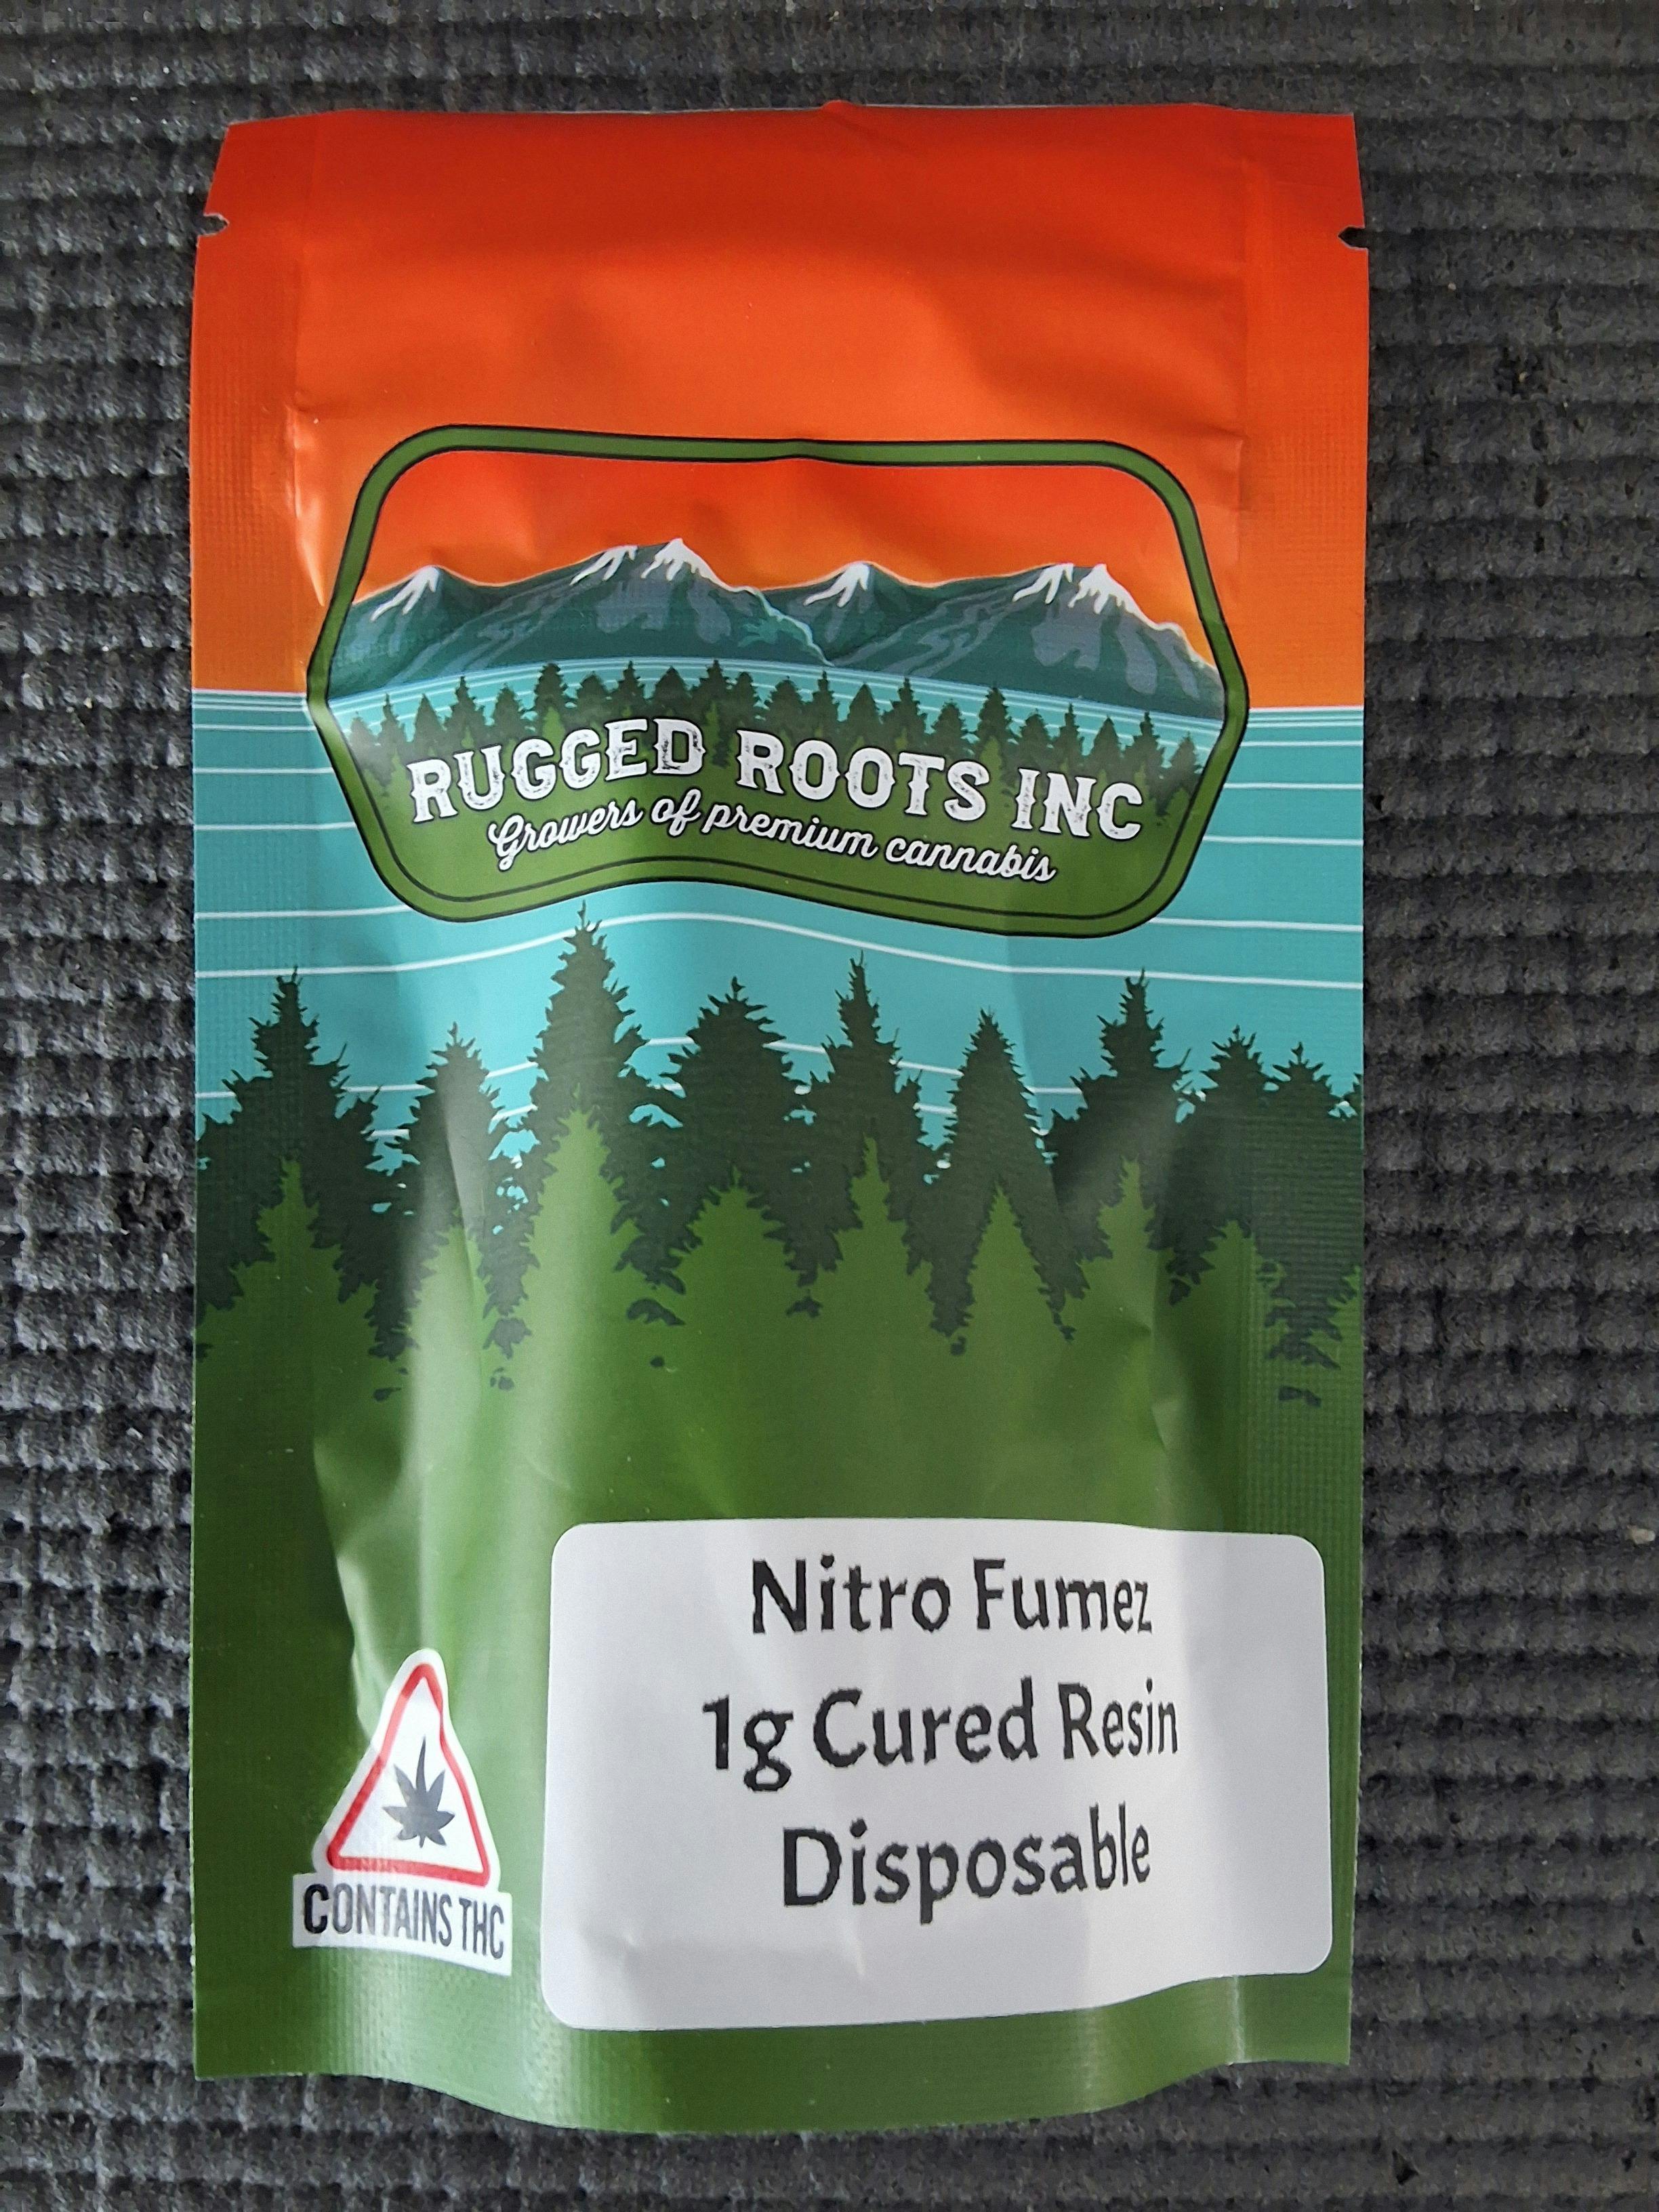 RUGGED ROOTS INC
Growers of premium cannabis
Nitro Fumez
1g Cured Resin
Disposable
CONTAINS THC